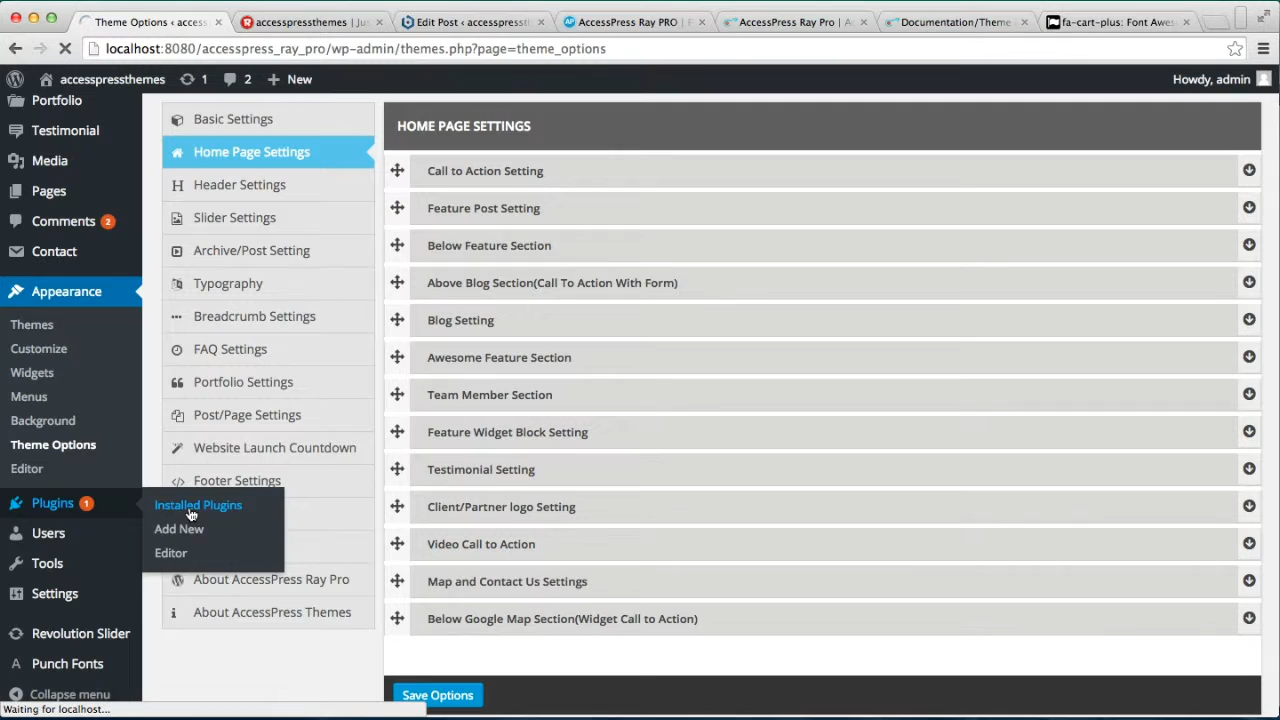 Theme Options ‹ access
accesspressthemes | Jus
Edit Post ‹ accesspresst
AccessPress Ray PRO | F
AccessPress Ray Pro | A
Documentation/Theme
fa-cart-plus: Font Awes
localhost:8080/accesspress_ray_pro/wp-admin/themes.php?page=theme_options
accesspressthemes
1
2
New
Howdy, admin
Portfolio
Testimonial
Media
Pages
Comments 2
Contact
Appearance
Themes
Customize
Widgets
Menus
Background
Theme Options
Editor
Plugins 1
Users
Tools
Settings
Revolution Slider
Punch Fonts
Collapse menu
Waiting for localhost...
Installed Plugins
Add New
Editor
Basic Settings
Home Page Settings
Header Settings
Slider Settings
Archive/Post Setting
Typography
Breadcrumb Settings
FAQ Settings
Portfolio Settings
Post/Page Settings
Website Launch Countdown
Footer Settings
About AccessPress Ray Pro
About AccessPress Themes
HOME PAGE SETTINGS
Call to Action Setting
Feature Post Setting
Below Feature Section
Above Blog Section(Call To Action With Form)
Blog Setting
Awesome Feature Section
Team Member Section
Feature Widget Block Setting
Testimonial Setting
Client/Partner logo Setting
Video Call to Action
Map and Contact Us Settings
Below Google Map Section(Widget Call to Action)
Save Options